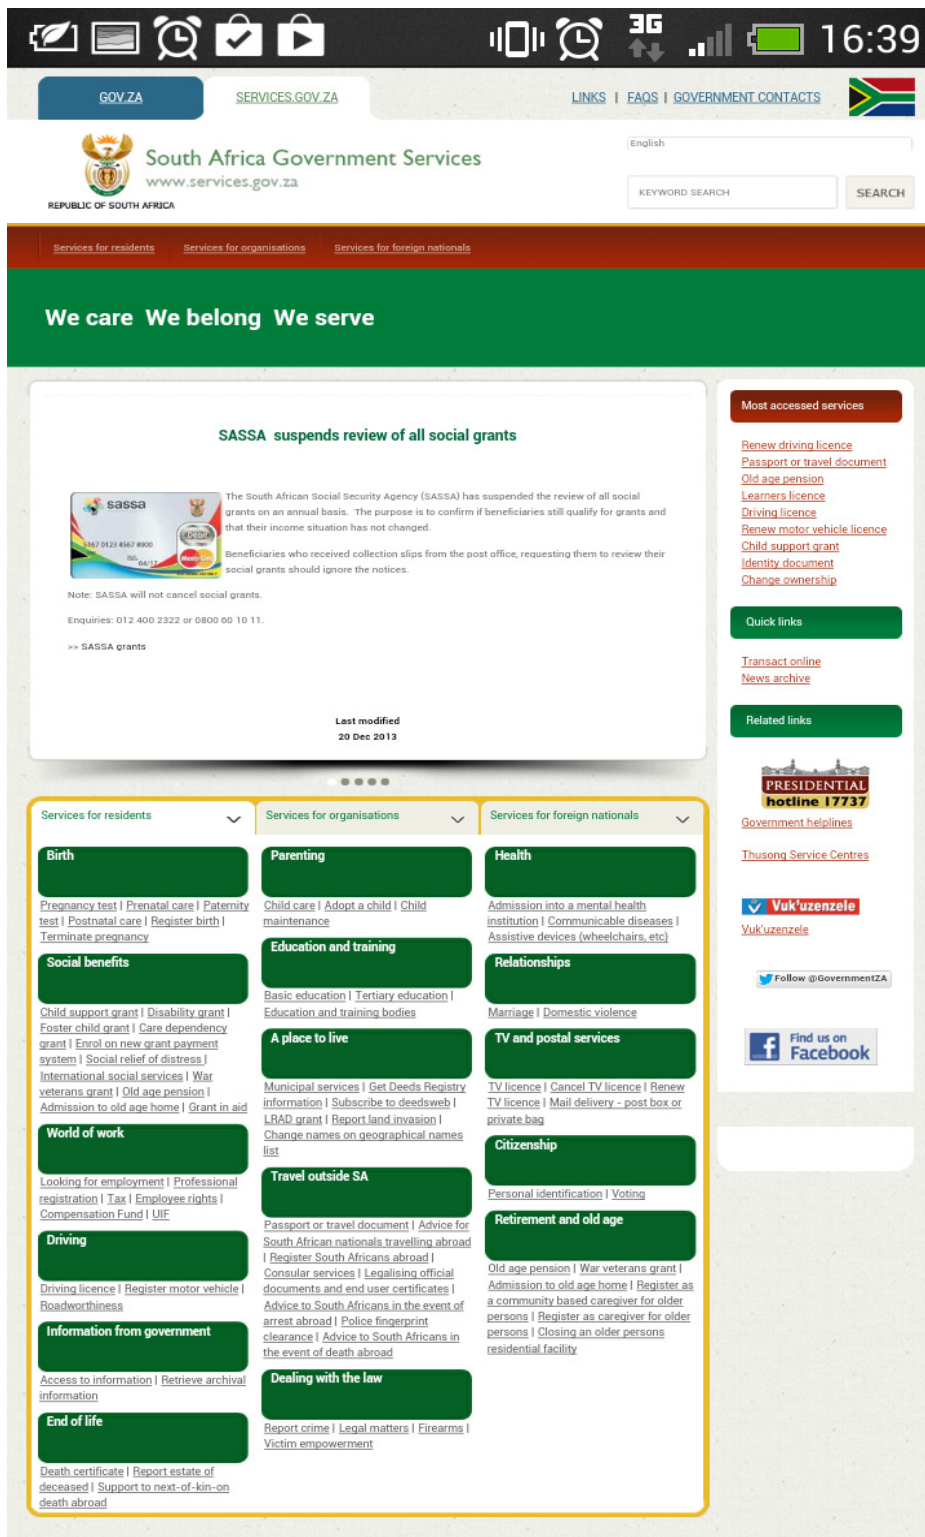 3G
16:39
GOV.ZA
SERVICES.GOV.ZA
LINKS | FAQS | GOVERNMENT CONTACTS
South Africa Government Services
www.services.gov.za
REPUBLIC OF SOUTH AFRICA
English
KEYWORD SEARCH
SEARCH
Services for residents
Services for organisations
Services for foreign nationals
We care We belong We serve
SASSA suspends review of all social grants
sassa
5167 0123 4567 8900
04/17
DEBIT
MasterCard
The South African Social Security Agency (SASSA) has suspended the review of all social
grants on an annual basis. The purpose is to confirm if beneficiaries still qualify for grants and
that their income situation has not changed.
Beneficiaries who received collection slips from the post office, requesting them to review their
social grants should ignore the notices.
Note: SASSA will not cancel social grants.
Enquiries: 012 400 2322 or 0800 60 10 11.
>> SASSA grants
Last modified
20 Dec 2013
Most accessed services
Renew driving licence
Passport or travel document
Old age pension
Learners licence
Driving licence
Renew motor vehicle licence
Child support grant
Identity document
Change ownership
Quick links
Transact online
News archive
Related links
PRESIDENTIAL
hotline 17737
Government helplines
Thusong Service Centres
Vuk'uzenzele
Vuk'uzenzele
Follow @GovernmentZA
Find us on
Facebook
Services for residents
Services for organisations
Services for foreign nationals
Birth
Pregnancy test | Prenatal care | Paternity
test | Postnatal care | Register birth |
Terminate pregnancy
Social benefits
Child support grant | Disability grant |
Foster child grant | Care dependency
grant | Enrol on new grant payment
system | Social relief of distress |
International social services | War
veterans grant | Old age pension |
Admission to old age home | Grant in aid
World of work
Looking for employment | Professional
registration | Tax | Employee rights |
Compensation Fund | UIF
Driving
Driving licence | Register motor vehicle |
Roadworthiness
Information from government
Access to information | Retrieve archival
information
End of life
Death certificate | Report estate of
deceased | Support to next-of-kin-on
death abroad
Parenting
Child care | Adopt a child | Child
maintenance
Education and training
Basic education | Tertiary education |
Education and training bodies
A place to live
Municipal services | Get Deeds Registry
information | Subscribe to deedsweb |
LRAD grant | Report land invasion |
Change names on geographical names
list
Travel outside SA
Passport or travel document | Advice for
South African nationals travelling abroad
| Register South Africans abroad |
Consular services | Legalising official
documents and end user certificates |
Advice to South Africans in the event of
arrest abroad | Police fingerprint
clearance | Advice to South Africans in
the event of death abroad
Dealing with the law
Report crime | Legal matters | Firearms |
Victim empowerment
Health
Admission into a mental health
institution | Communicable diseases |
Assistive devices (wheelchairs, etc)
Relationships
Marriage | Domestic violence
TV and postal services
TV licence | Cancel TV licence | Renew
TV licence | Mail delivery - post box or
private bag
Citizenship
Personal identification | Voting
Retirement and old age
Old age pension | War veterans grant |
Admission to old age home | Register as
a community based caregiver for older
persons | Register as caregiver for older
persons | Closing an older persons
residential facility